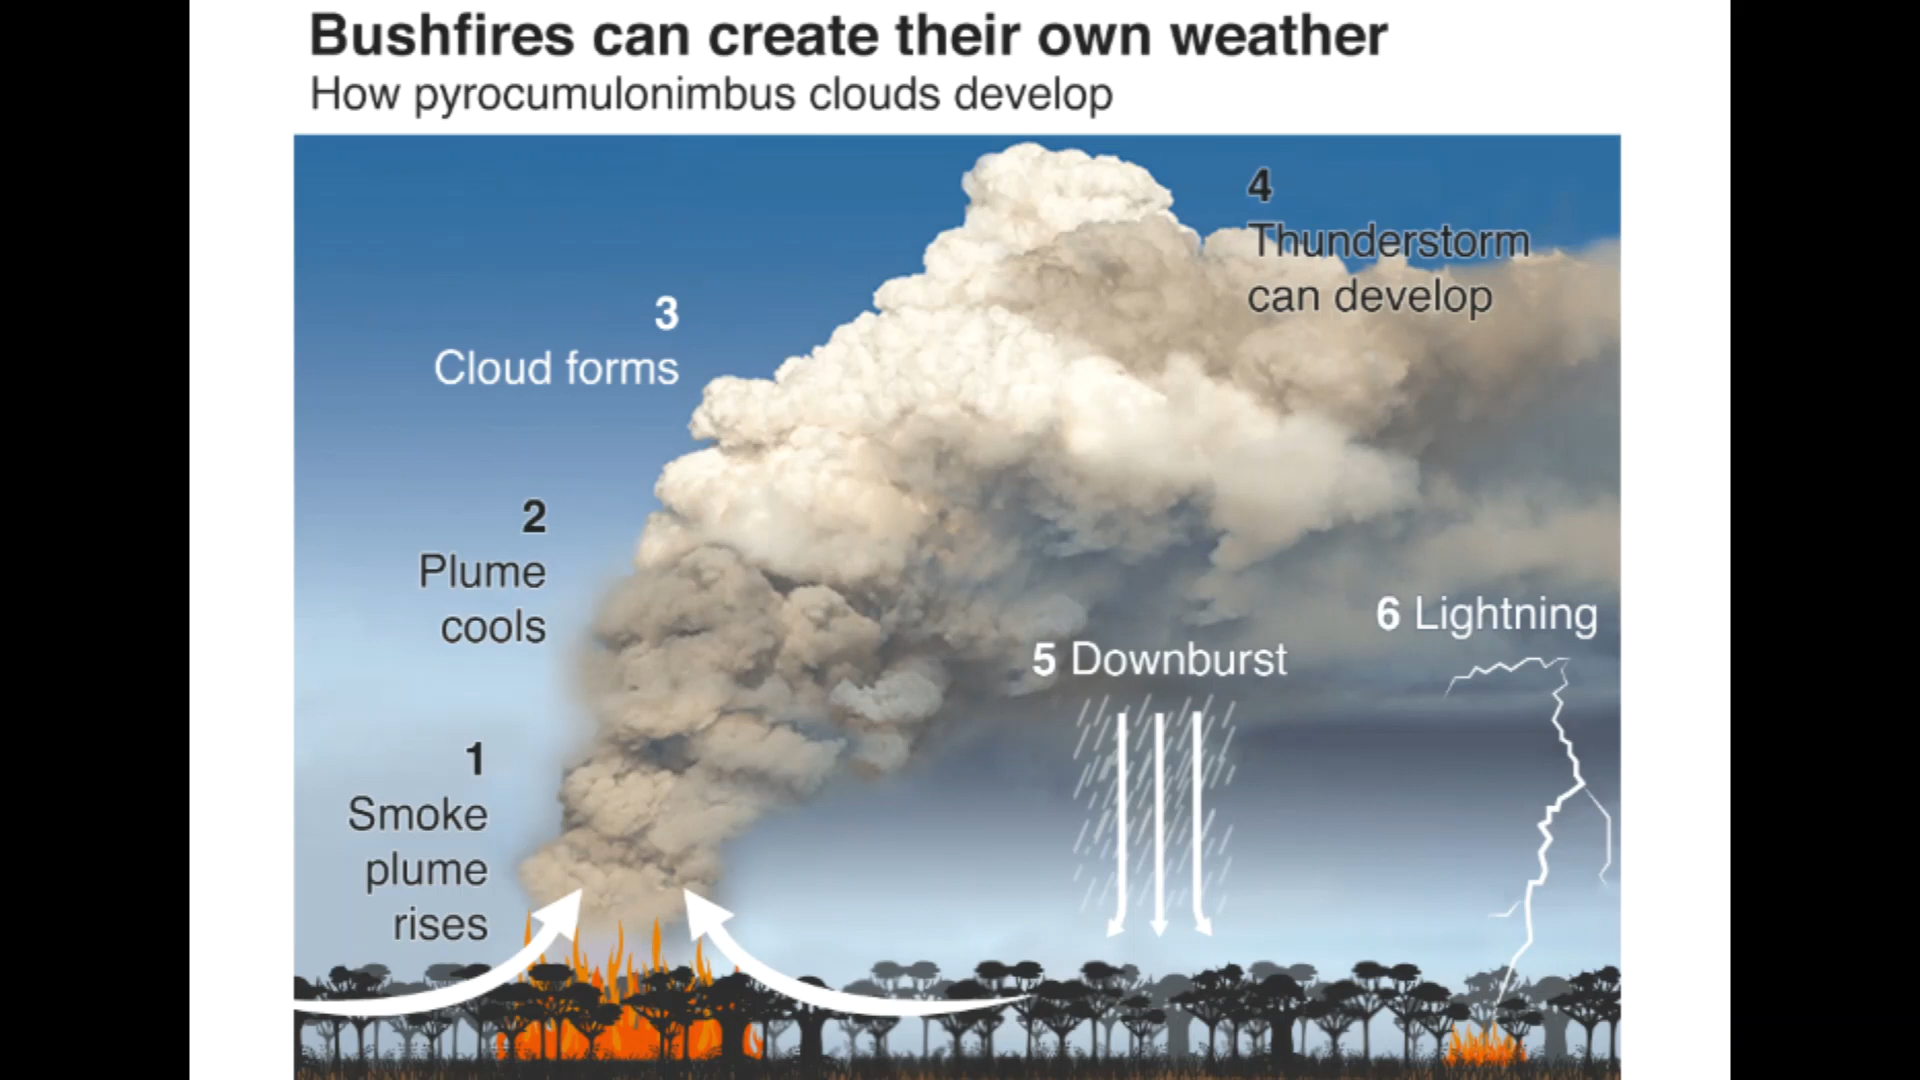 Bushfires can create their own weather
How pyrocumulonimbus clouds develop
4
Thunderstorm
can develop
3
Cloud forms
2
Plume
cools
6 Lightning
5 Downburst
1
Smoke
plume
rises